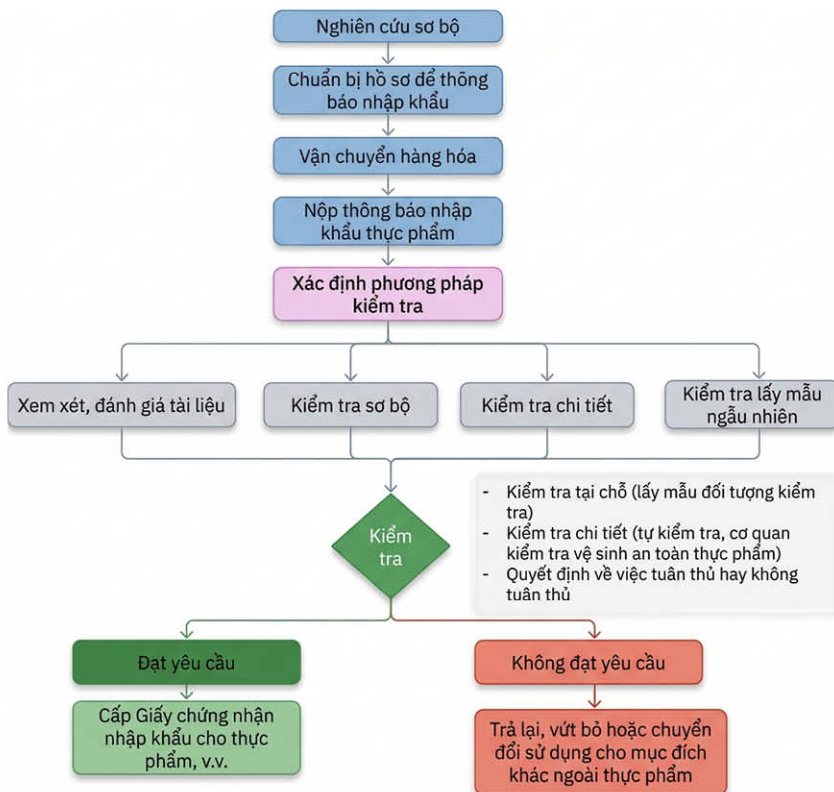 Nghiên cứu sơ bộ
Chuẩn bị hồ sơ để thông
báo nhập khẩu
Vận chuyển hàng hóa
Nộp thông báo nhập
khẩu thực phẩm
Xác định phương pháp
kiểm tra
Xem xét, đánh giá tài liệu
Kiểm tra sơ bộ
Kiểm tra chi tiết
Kiểm tra lấy mẫu
ngẫu nhiên
Kiểm
tra
- Kiểm tra tại chỗ (lấy mẫu đối tượng kiểm
tra)
- Kiểm tra chi tiết (tự kiểm tra, cơ quan
kiểm tra vệ sinh an toàn thực phẩm)
- Quyết định về việc tuân thủ hay không
tuân thủ
Đạt yêu cầu
Không đạt yêu cầu
Cấp Giấy chứng nhận
nhập khẩu cho thực
phẩm, v.v.
Trả lại, vứt bỏ hoặc chuyển
đổi sử dụng cho mục đích
khác ngoài thực phẩm